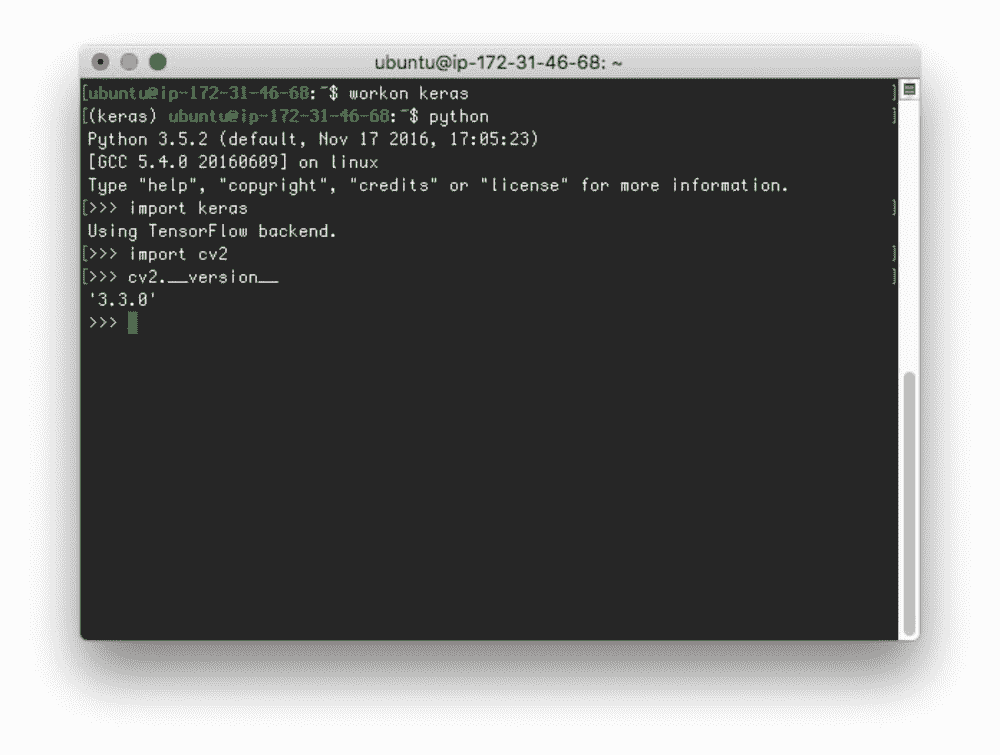 ubuntu@ip-172-31-46-68: ~
[ubuntu@ip-172-31-46-68:~$ workon keras ]
[(keras) ubuntu@ip-172-31-46-68:~$ python ]
Python 3.5.2 (default, Nov 17 2016, 17:05:23)
[GCC 5.4.0 20160609] on linux
Type "help", "copyright", "credits" or "license" for more information.
[>>> import keras ]
Using TensorFlow backend.
[>>> import cv2 ]
[>>> cv2.__version__ ]
'3.3.0'
>>>